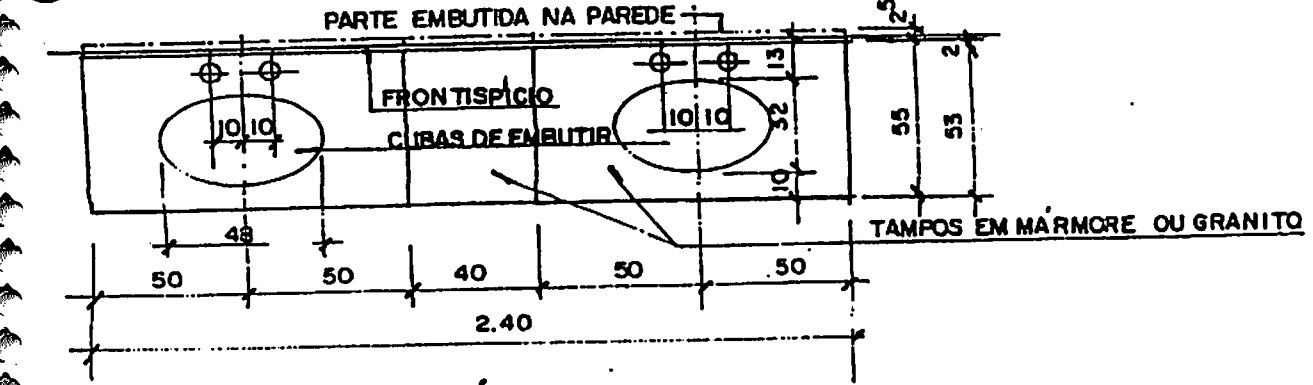 PARTE EMBUTIDA NA PAREDE
2 5
2
13
FRONTISPÍCIO
10 10
10 10
32
55
53
CUBAS DE EMBUTIR
10
48
TAMPOS EM MÁRMORE OU GRANITO
50 50 40 50 50
2.40